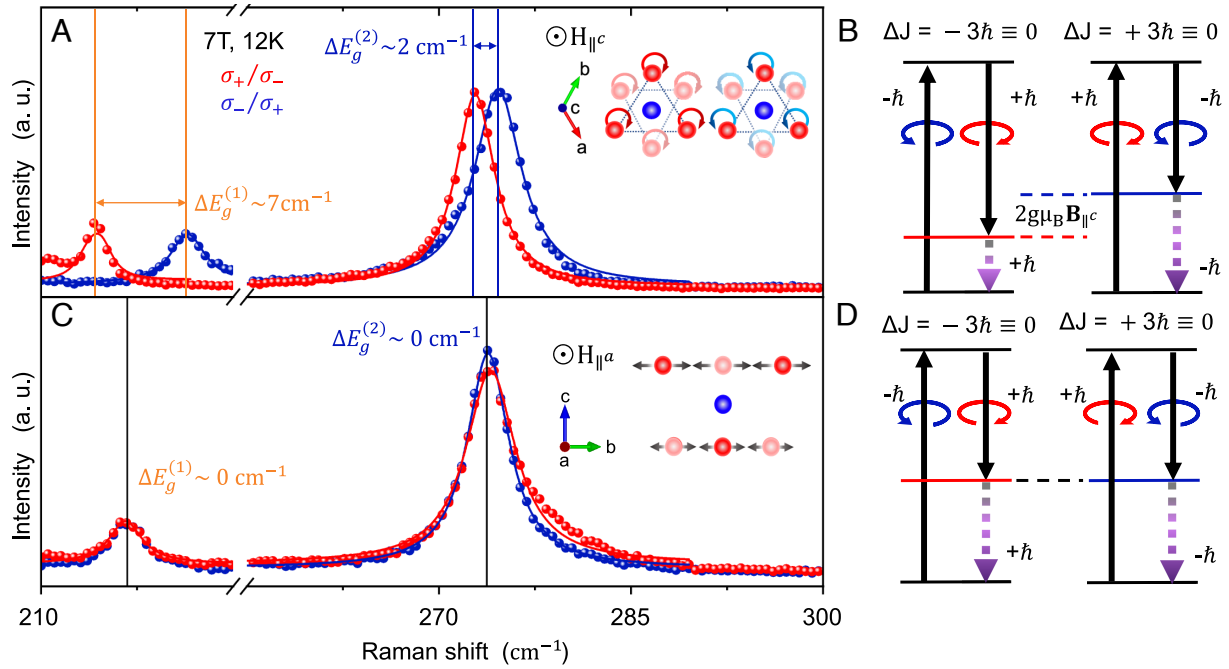 A
7T, 12K
σ₊/σ₋
σ₋/σ₊
ΔE_g^(2)~2 cm⁻¹
⊙H∥c
b
c
a
ΔE_g^(1)~7cm⁻¹
Intensity (a. u.)
B
ΔJ = − 3ħ ≡ 0
ΔJ = + 3ħ ≡ 0
-ħ
+ħ
+ħ
-ħ
2gμ_B B∥c
+ħ
-ħ
C
ΔE_g^(2)~ 0 cm⁻¹
⊙H∥a
c
a
b
ΔE_g^(1)~ 0 cm⁻¹
Intensity (a. u.)
D
ΔJ = − 3ħ ≡ 0
ΔJ = + 3ħ ≡ 0
-ħ
+ħ
+ħ
-ħ
+ħ
-ħ
210
270
285
300
Raman shift (cm⁻¹)